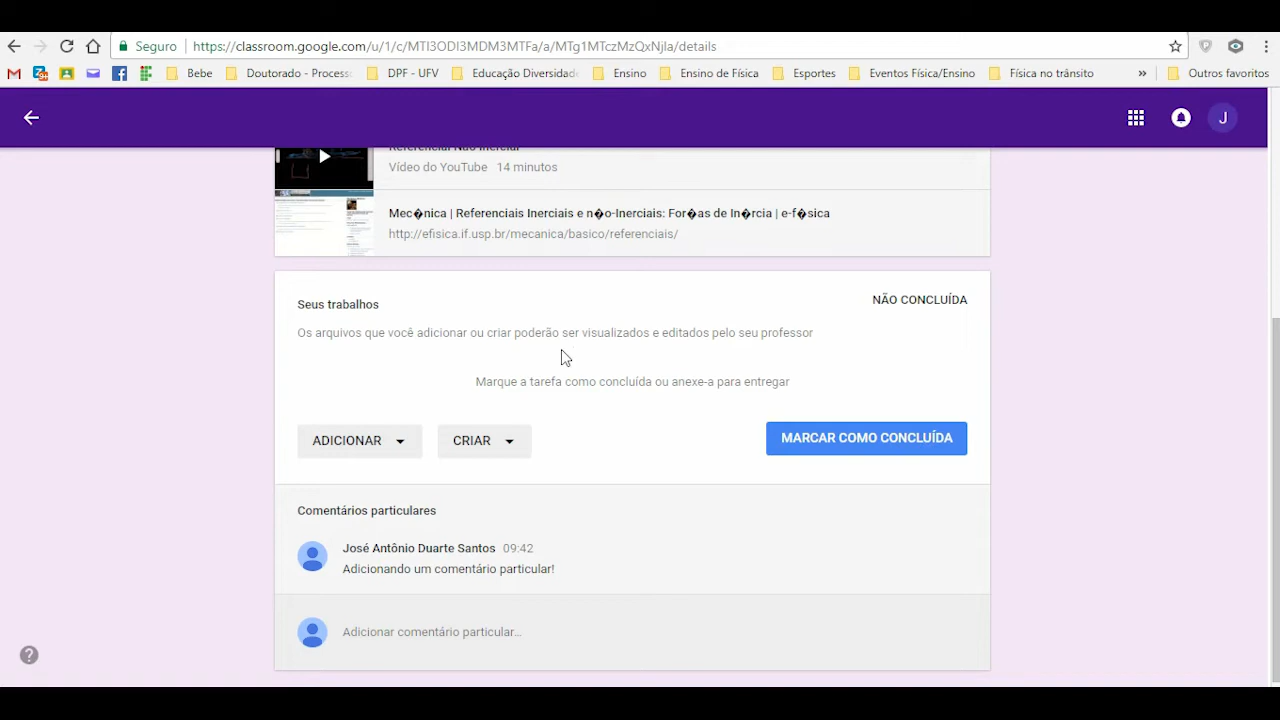 Seguro https://classroom.google.com/u/1/c/MTI3ODI3MDM3MTFa/a/MTg1MTczMzQxNjla/details
Bebe Doutorado - Process DPF - UFV Educação Diversidade Ensino Ensino de Física Esportes Eventos Física/Ensino Física no trânsito » Outros favoritos
J
Referencial Não Inercial
Vídeo do YouTube 14 minutos
Mec�nica | Referenciais inerciais e n�o-Inerciais: For�as de In�rcia | e-f�sica
http://efisica.if.usp.br/mecanica/basico/referenciais/
Seus trabalhos
NÃO CONCLUÍDA
Os arquivos que você adicionar ou criar poderão ser visualizados e editados pelo seu professor
Marque a tarefa como concluída ou anexe-a para entregar
ADICIONAR CRIAR MARCAR COMO CONCLUÍDA
Comentários particulares
José Antônio Duarte Santos 09:42
Adicionando um comentário particular!
Adicionar comentário particular...